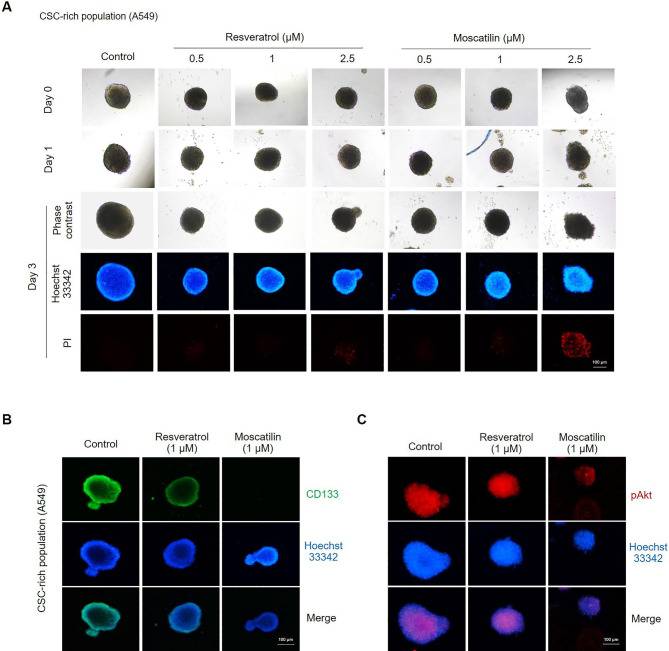 A
CSC-rich population (A549)
Resveratrol (µM)
Moscatilin (µM)
Control
0.5
1
2.5
0.5
1
2.5
Day 0
Day 1
Day 3
Phase
contrast
Hoechst
33342
PI
100 µm
B
CSC-rich population (A549)
Control
Resveratrol
(1 µM)
Moscatilin
(1 µM)
CD133
Hoechst
33342
Merge
100 µm
C
Control
Resveratrol
(1 µM)
Moscatilin
(1 µM)
pAkt
Hoechst
33342
Merge
100 µm